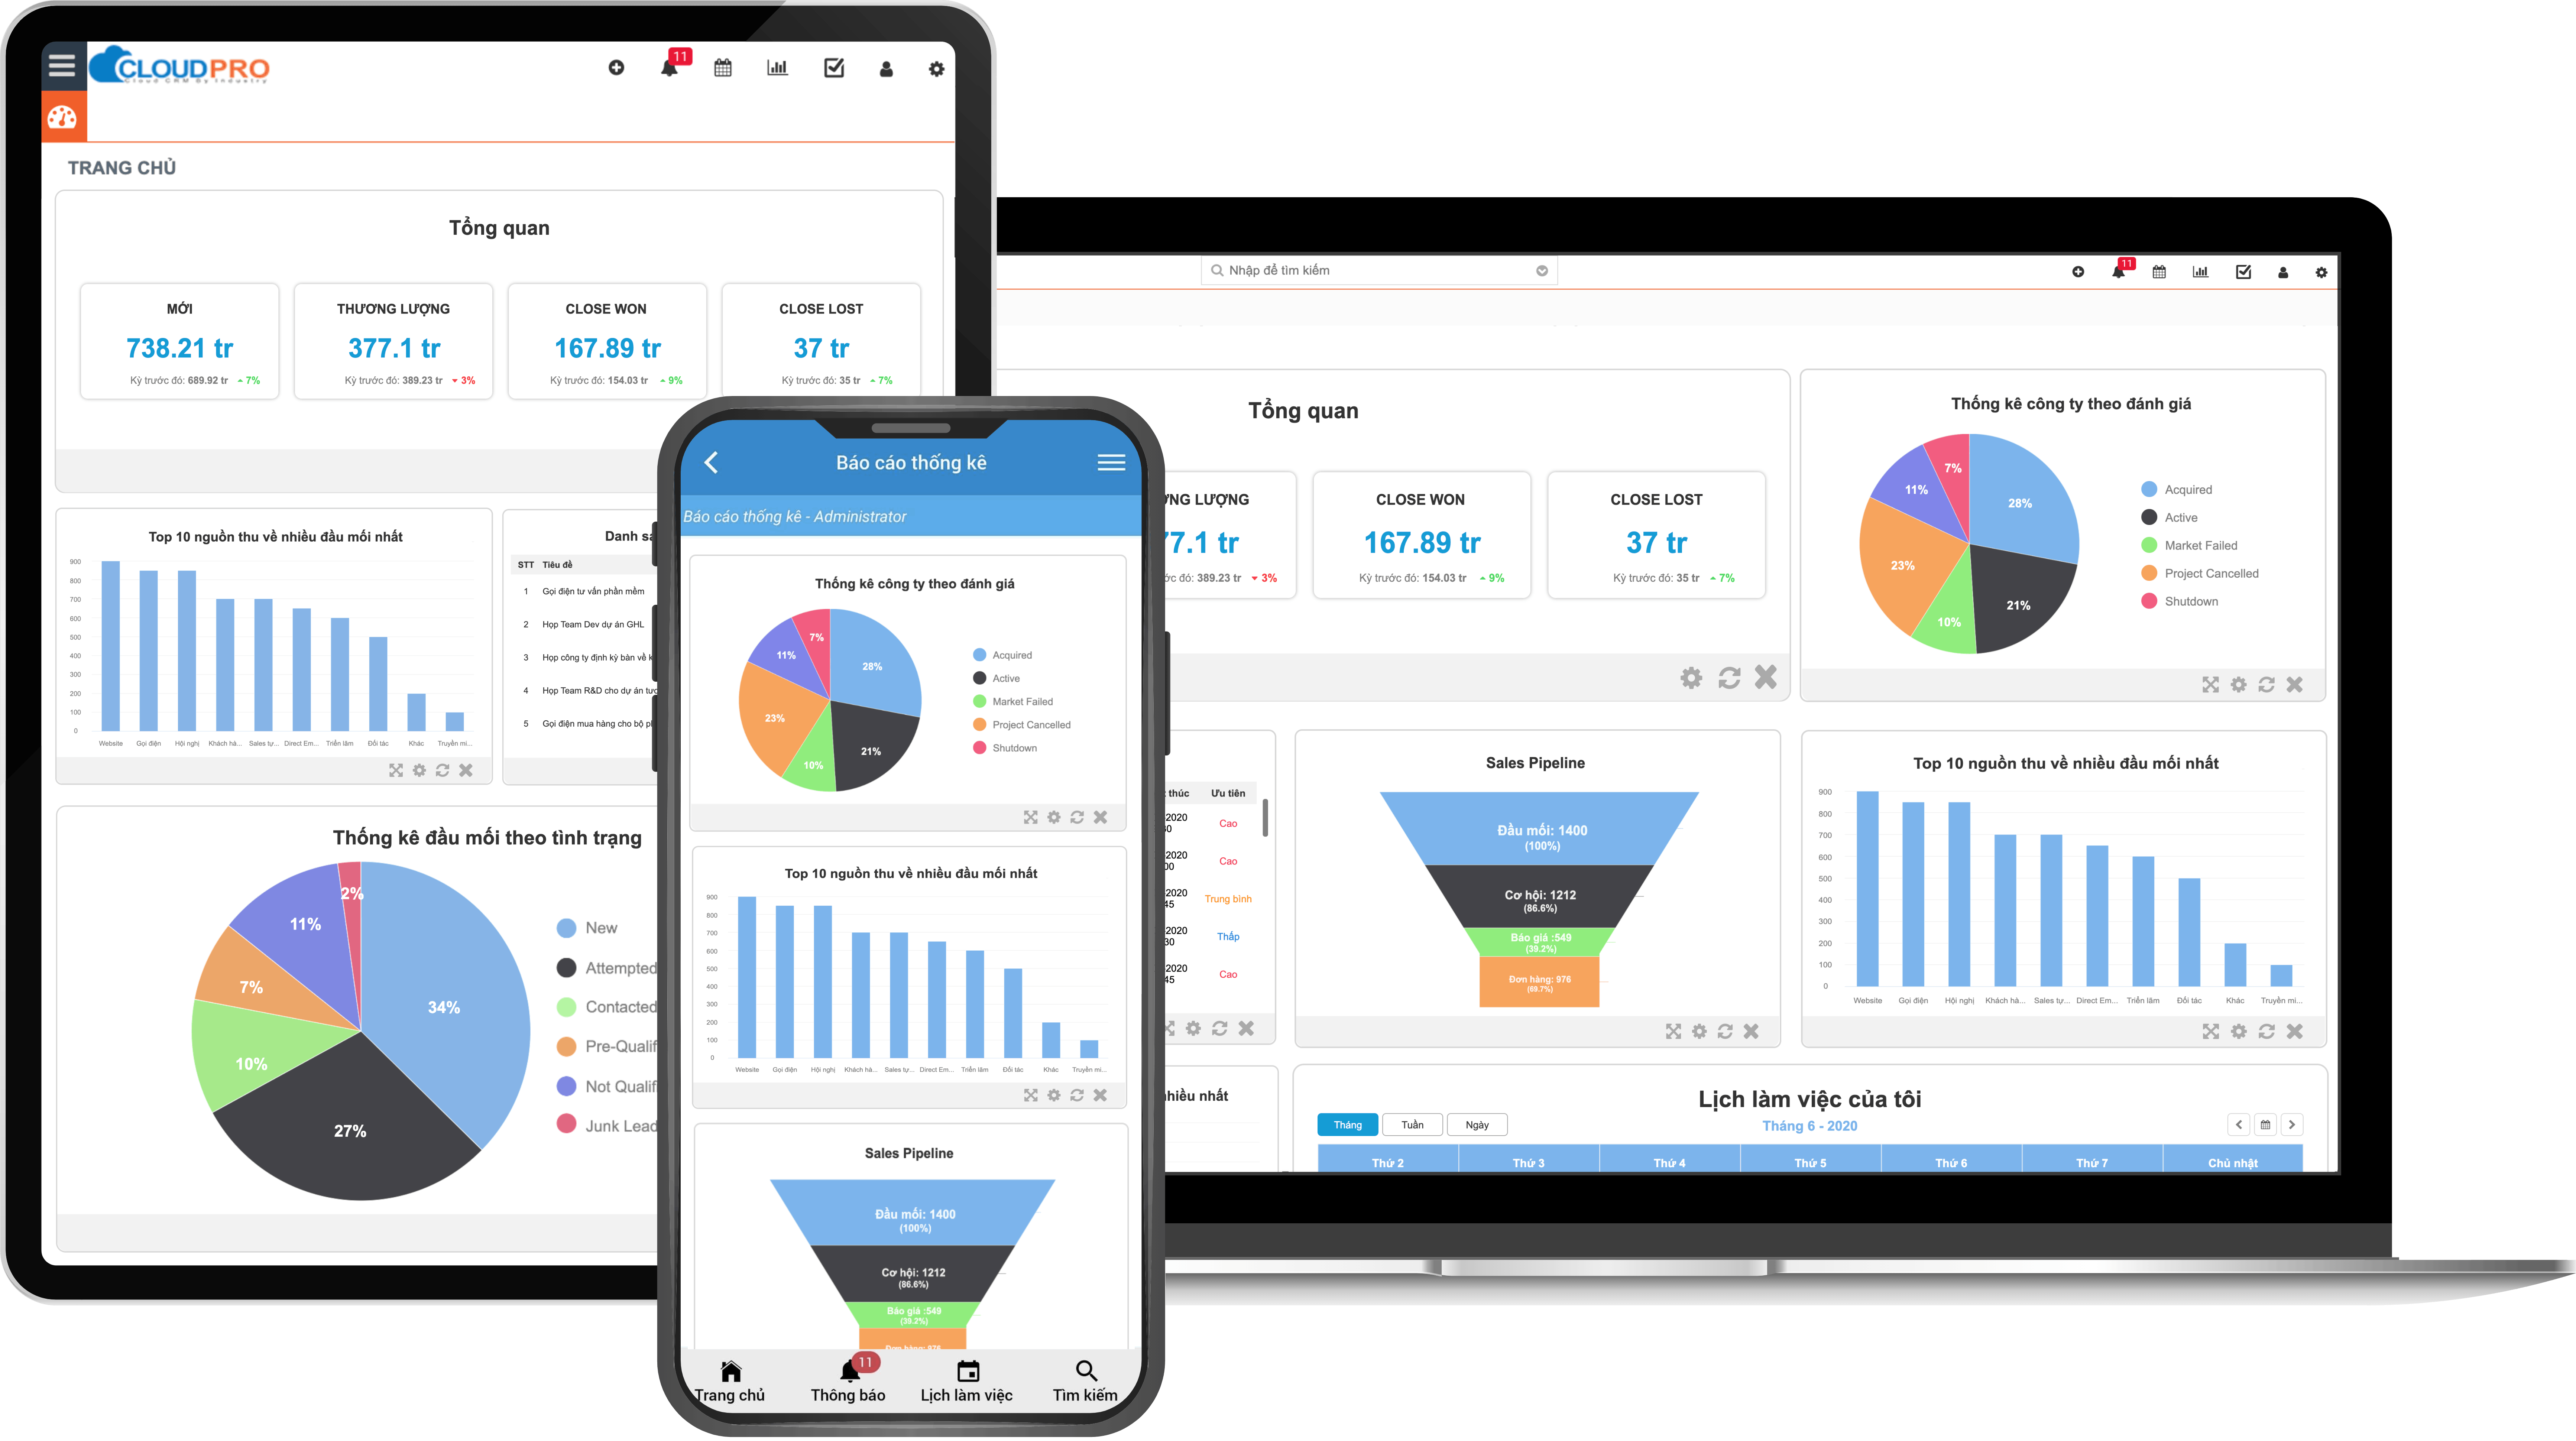 CLOUDPRO
Cloud CRM By Industry
11
TRANG CHỦ
Tổng quan
MỚI
738.21 tr
Kỳ trước đó: 689.92 tr 7%
THƯƠNG LƯỢNG
377.1 tr
Kỳ trước đó: 389.23 tr 3%
CLOSE WON
167.89 tr
Kỳ trước đó: 154.03 tr 9%
CLOSE LOST
37 tr
Kỳ trước đó: 35 tr 7%
Top 10 nguồn thu về nhiều đầu mối nhất
900
800
700
600
500
400
300
200
100
0
Website Gọi điện Hội nghị Khách hà... Sales tự... Direct Em... Triển lãm Đối tác Khác Truyền mi...
Danh sá
STT Tiêu đề
1 Gọi điện tư vấn phần mềm
2 Họp Team Dev dự án GHL
3 Họp công ty định kỳ bàn về k
4 Họp Team R&D cho dự án tươ
5 Gọi điện mua hàng cho bộ ph
Thống kê đầu mối theo tình trạng
2%
11%
7%
34%
10%
27%
New
Attempted
Contacted
Pre-Qualif
Not Qualif
Junk Lead
Báo cáo thống kê
Báo cáo thống kê - Administrator
Thống kê công ty theo đánh giá
7%
11%
28%
23%
21%
10%
Acquired
Active
Market Failed
Project Cancelled
Shutdown
Top 10 nguồn thu về nhiều đầu mối nhất
900
800
700
600
500
400
300
200
100
0
Website Gọi điện Hội nghị Khách hà... Sales tự... Direct Em... Triển lãm Đối tác Khác Truyền mi...
Sales Pipeline
Đầu mối: 1400
(100%)
Cơ hội: 1212
(86.6%)
Báo giá :549
(39.2%)
Đơn hàng: 976
11
Trang chủ Thông báo Lịch làm việc Tìm kiếm
Nhập để tìm kiếm
11
Tổng quan
NG LƯỢNG
7.1 tr
ớc đó: 389.23 tr 3%
CLOSE WON
167.89 tr
Kỳ trước đó: 154.03 tr 9%
CLOSE LOST
37 tr
Kỳ trước đó: 35 tr 7%
Thống kê công ty theo đánh giá
7%
11%
28%
23%
21%
10%
Acquired
Active
Market Failed
Project Cancelled
Shutdown
thúc Ưu tiên
2020
Cao
2020
00
Cao
2020
45
Trung bình
2020
30
Thấp
2020
45
Cao
Sales Pipeline
Đầu mối: 1400
(100%)
Cơ hội: 1212
(86.6%)
Báo giá :549
(39.2%)
Đơn hàng: 976
(69.7%)
Top 10 nguồn thu về nhiều đầu mối nhất
900
800
700
600
500
400
300
200
100
0
Website Gọi điện Hội nghị Khách hà... Sales tự... Direct Em... Triển lãm Đối tác Khác Truyền mi...
nhiều nhất
Lịch làm việc của tôi
Tháng Tuần Ngày
Tháng 6 - 2020
Thứ 2 Thứ 3 Thứ 4 Thứ 5 Thứ 6 Thứ 7 Chủ nhật